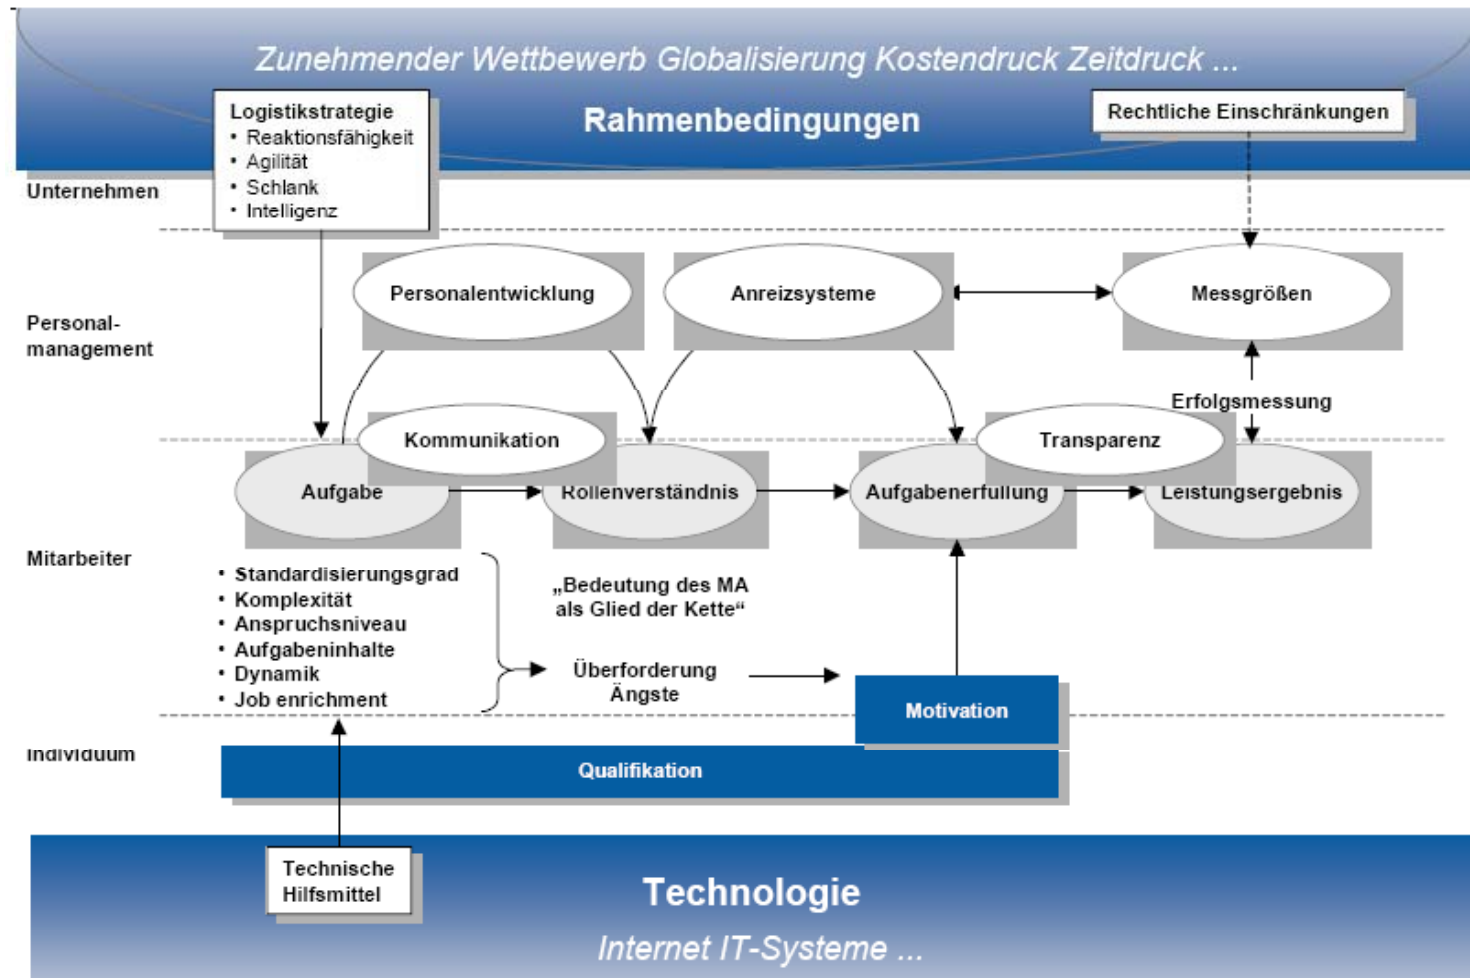 Zunehmender Wettbewerb Globalisierung Kostendruck Zeitdruck ...
Rahmenbedingungen
Logistikstrategie
• Reaktionsfähigkeit
• Agilität
• Schlank
• Intelligenz
Rechtliche Einschränkungen
Unternehmen
Personalentwicklung
Anreizsysteme
Messgrößen
Personal-
management
Erfolgsmessung
Kommunikation
Transparenz
Aufgabe
Rollenverständnis
Aufgabenerfüllung
Leistungsergebnis
Mitarbeiter
• Standardisierungsgrad
• Komplexität
• Anspruchsniveau
• Aufgabeninhalte
• Dynamik
• Job enrichment
„Bedeutung des MA
als Glied der Kette“
Überforderung
Ängste
Motivation
Individuum
Qualifikation
Technische
Hilfsmittel
Technologie
Internet IT-Systeme ...